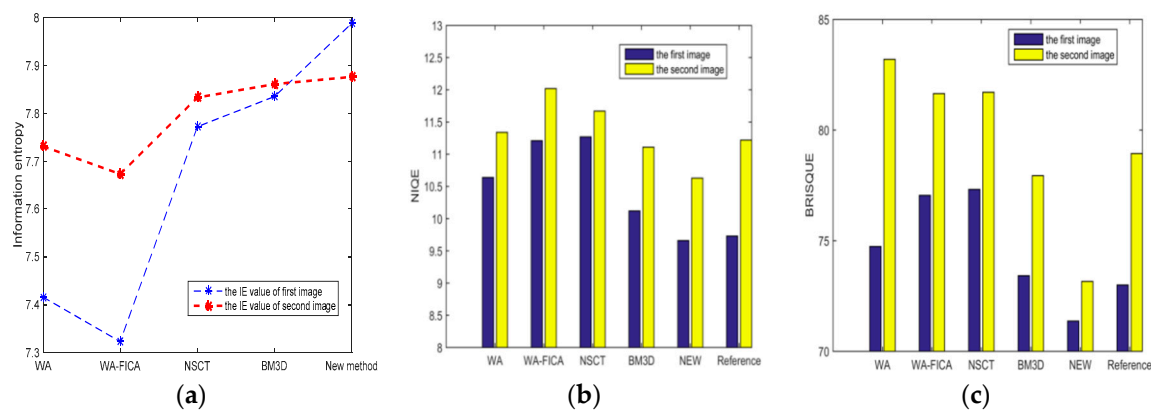 8
7.9
7.8
7.7
7.6
7.5
7.4
7.3
Information entropy
the IE value of first image
the IE value of second image
WA
WA-FICA
NSCT
BM3D
New method
(a)
13
12.5
12
11.5
11
10.5
10
9.5
9
8.5
8
NIQE
the first image
the second image
WA
WA-FICA
NSCT
BM3D
NEW
Reference
(b)
85
80
75
70
BRISQUE
the first image
the second image
WA
WA-FICA
NSCT
BM3D
NEW
Reference
(c)